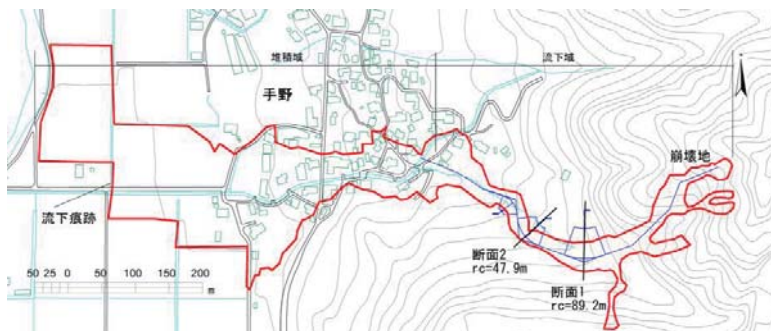 堆積域
流下域
手野
崩壊地
流下痕跡
断面2
rc=47.9m
断面1
rc=89.2m
50 25 0 50 100 150 200
m